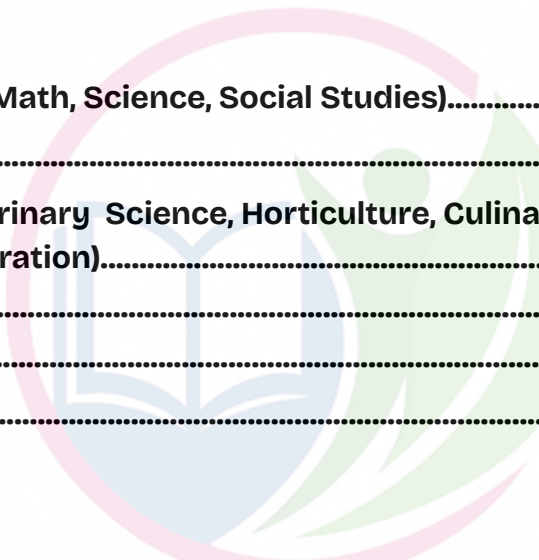 Math, Science, Social Studies)..............
..............................................................
rinary Science, Horticulture, Culina
ration)..................................................
..............................................................
..............................................................
..............................................................